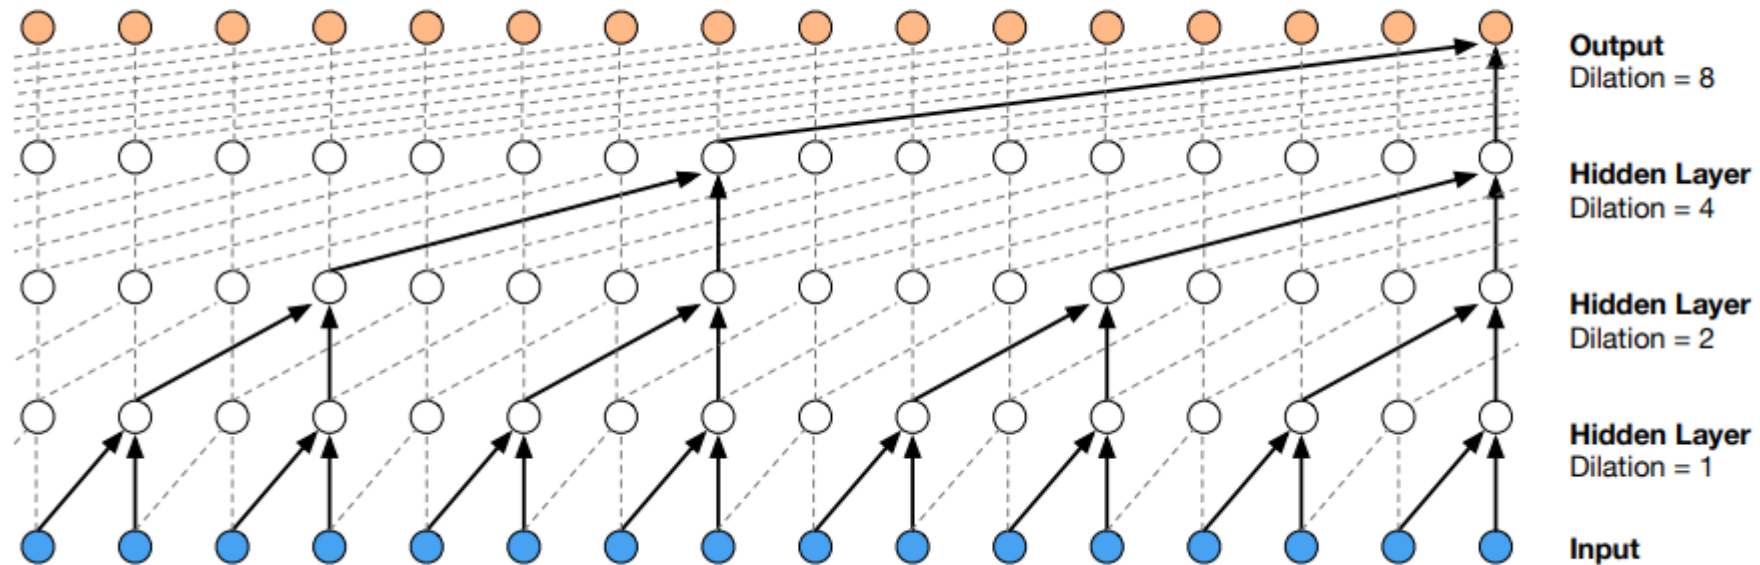 Output
Dilation = 8
Hidden Layer
Dilation = 4
Hidden Layer
Dilation = 2
Hidden Layer
Dilation = 1
Input